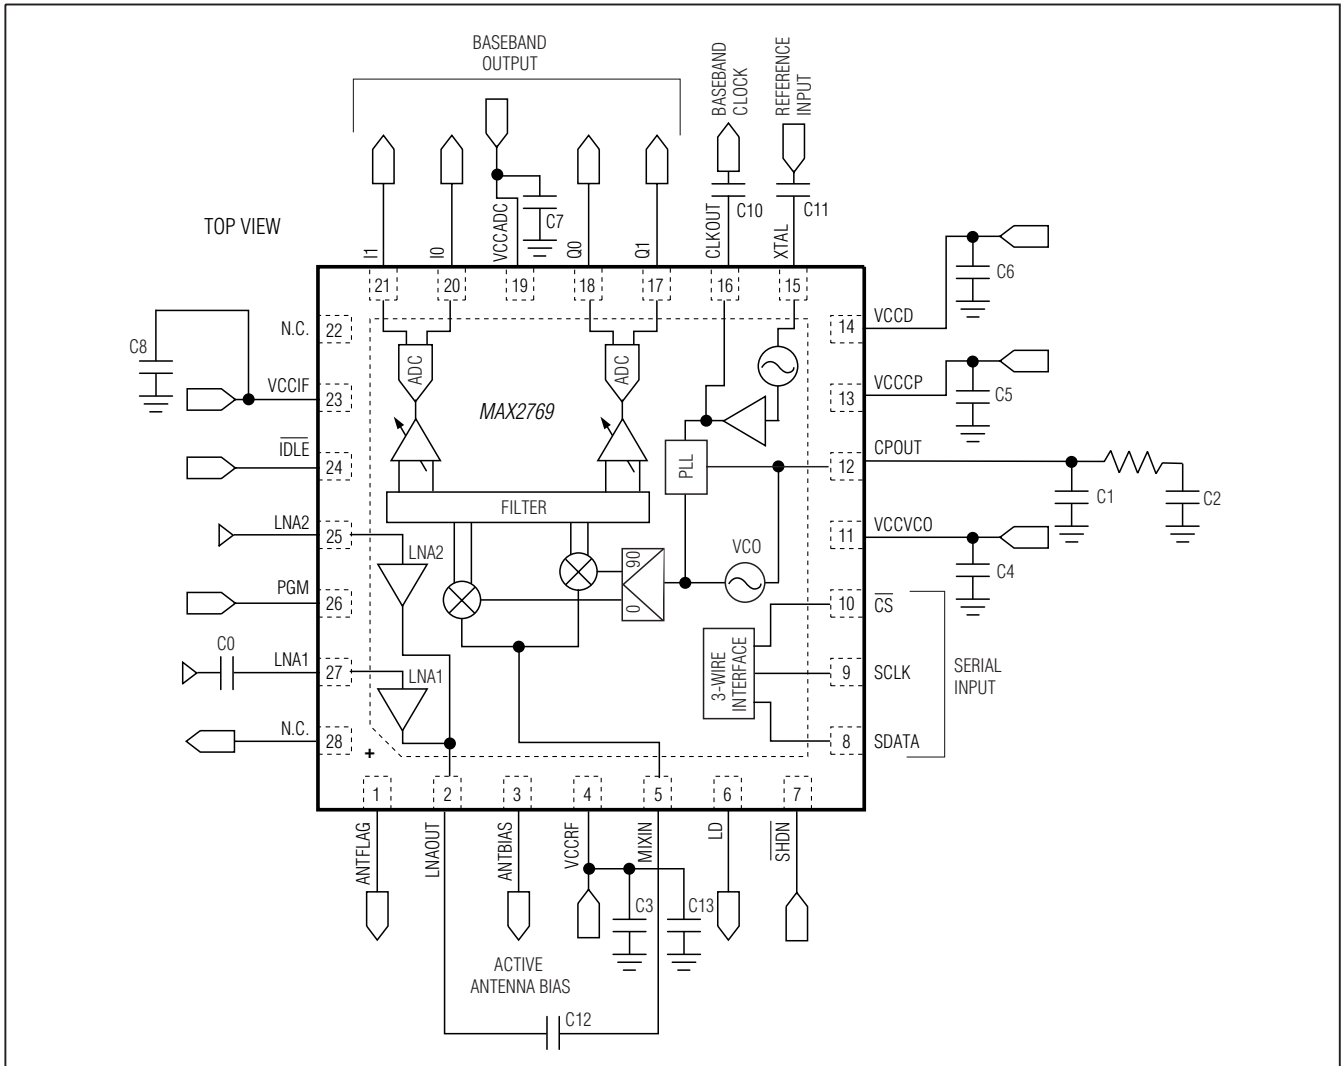 BASEBAND
OUTPUT
BASEBAND
CLOCK
REFERENCE
INPUT
TOP VIEW
I1
I0
VCCADC
C7
Q0
Q1
CLKOUT
C10
XTAL
C11
21
20
19
18
17
16
15
N.C.
22
C8
VCCIF
23
IDLE
24
LNA2
25
PGM
26
C0
LNA1
27
N.C.
28
ADC
ADC
MAX2769
PLL
FILTER
LNA2
90
0
VCO
LNA1
3-WIRE
INTERFACE
+
14
VCCD
C6
13
VCCCP
C5
12
CPOUT
C1
C2
11
VCCVCO
C4
10
CS
9
SCLK
8
SDATA
SERIAL
INPUT
1
2
3
4
5
6
7
ANTFLAG
LNAOUT
ANTBIAS
VCCRF
MIXIN
LD
SHDN
C3
C13
ACTIVE
ANTENNA BIAS
C12